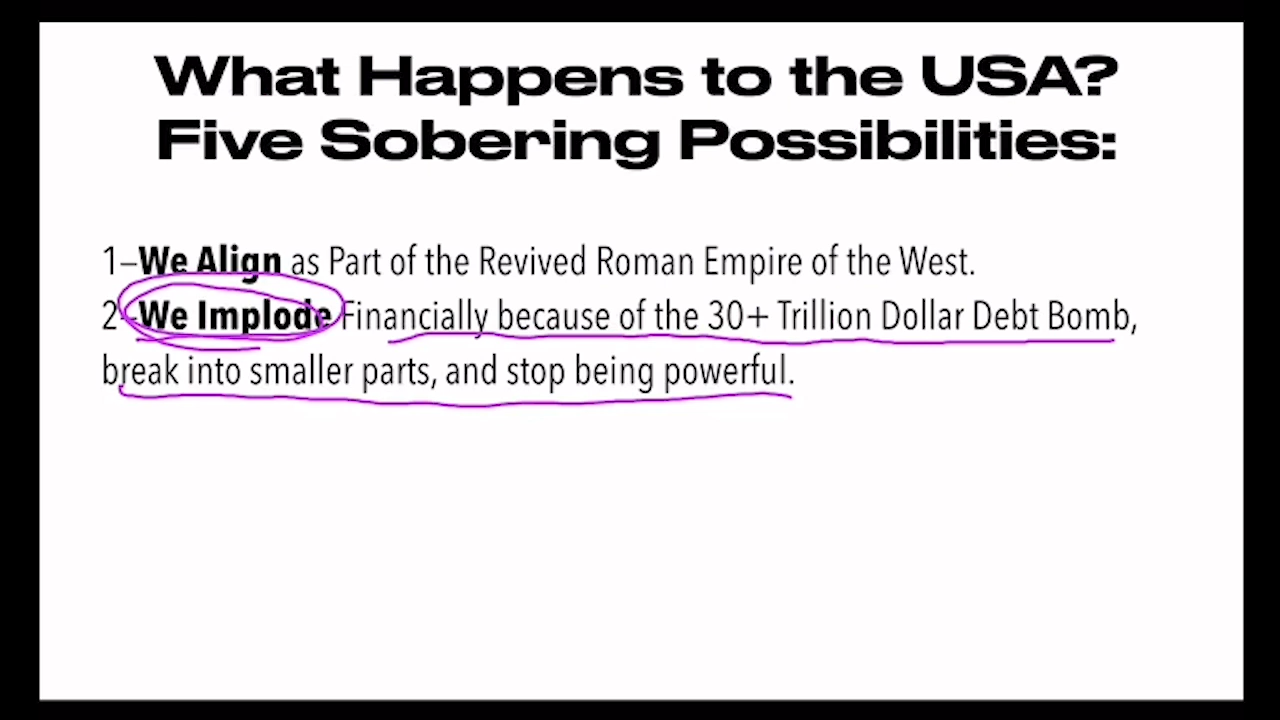 What Happens to the USA?
Five Sobering Possibilities:
1–We Align as Part of the Revived Roman Empire of the West.
2–We Implode Financially because of the 30+ Trillion Dollar Debt Bomb,
break into smaller parts, and stop being powerful.